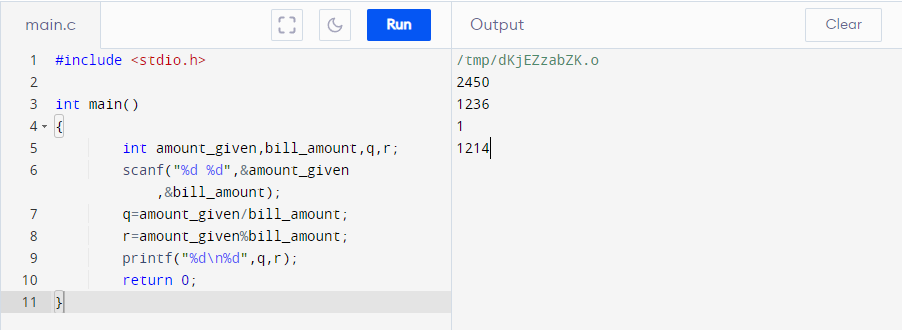 main.c
Run
Output
Clear
1 #include <stdio.h>
2
3 int main()
4 {
5 int amount_given,bill_amount,q,r;
6 scanf("%d %d",&amount_given
,&bill_amount);
7 q=amount_given/bill_amount;
8 r=amount_given%bill_amount;
9 printf("%d\n%d",q,r);
10 return 0;
11 }
/tmp/dKjEZzabZK.o
2450
1236
1
1214